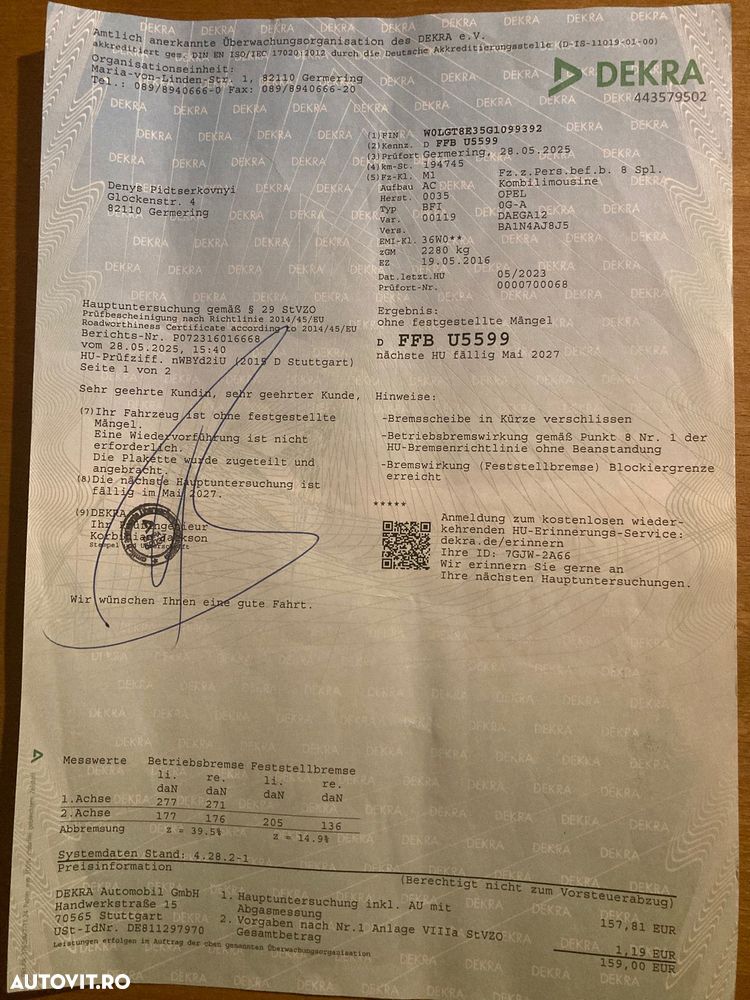 Amtlich anerkannte Überwachungsorganisation des DEKRA e.V.
akkreditiert ges. DIN EN ISO/IEC 17020:2012 durch die Deutsche Akkreditierungsstelle (D-IS-11019-01-00)
Organisationseinheit:
Maria-von-Linden-Str. 1, 82110 Germering
Tel.: 089/8940666-0 Fax: 089/8940666-20
DEKRA
443579502
(1) FIN W0LGT8E35G1099392
(2) Kennz. D FFB U5599
(3) Prüfort Germering, 28.05.2025
(4) km-St. 194745
(5) Fz-Kl. M1 Fz.z.Pers.bef.b. 8 Spl.
Aufbau AC Kombilimousine
Herst. 0035 OPEL
Typ BFI 0G-A
Var. 00119 DAEGA12
Vers. BA1N4AJ8J5
EMI-Kl. 36W0**
zGM 2280 kg
EZ 19.05.2016
Dat.letzt.HU 05/2023
Prüfort-Nr. 0000700068
Denys Pidtserkovnyi
Glockenstr. 4
82110 Germering
Hauptuntersuchung gemäß § 29 StVZO
Prüfbescheinigung nach Richtlinie 2014/45/EU
Roadworthiness Certificate according to 2014/45/EU
Berichts-Nr. P072316016668
vom 28.05.2025, 15:40
HU-Prüfziff. nWBYd2iU (2015 D Stuttgart)
Seite 1 von 2
Ergebnis:
ohne festgestellte Mängel
D FFB U5599
nächste HU fällig Mai 2027
Sehr geehrte Kundin, sehr geehrter Kunde,
(7) Ihr Fahrzeug ist ohne festgestellte
Mängel.
Eine Wiedervorführung ist nicht
erforderlich.
Die Plakette wurde zugeteilt und
angebracht.
(8) Die nächste Hauptuntersuchung ist
fällig im Mai 2027.
(9) DEKRA
Ihr Prüfingenieur
Stempel
Wir wünschen Ihnen eine gute Fahrt.
Hinweise:
-Bremsscheibe in Kürze verschlissen
-Betriebsbremswirkung gemäß Punkt 8 Nr. 1 der
HU-Bremsenrichtlinie ohne Beanstandung
-Bremswirkung (Feststellbremse) Blockiergrenze
erreicht
*****
Anmeldung zum kostenlosen wieder-
kehrenden HU-Erinnerungs-Service:
dekra.de/erinnern
Ihre ID: 7GJW-2A66
Wir erinnern Sie gerne an
Ihre nächsten Hauptuntersuchungen.
Messwerte Betriebsbremse Feststellbremse
li. re. li. re.
daN daN daN daN
1.Achse 277 271
2.Achse 177 176 205 136
Abbremsung z = 39.5% z = 14.9%
Systemdaten Stand: 4.28.2-1
Preisinformation (Berechtigt nicht zum Vorsteuerabzug)
DEKRA Automobil GmbH
Handwerkstraße 15
70565 Stuttgart
USt-IdNr. DE811297970
1. Hauptuntersuchung inkl. AU mit
Abgasmessung 157,81 EUR
2. Vorgaben nach Nr.1 Anlage VIIIa StVZO 1,19 EUR
Gesamtbetrag 159,00 EUR
Leistungen erfolgen im Auftrag der oben genannten Überwachungsorganisation
AUTOVIT.RO